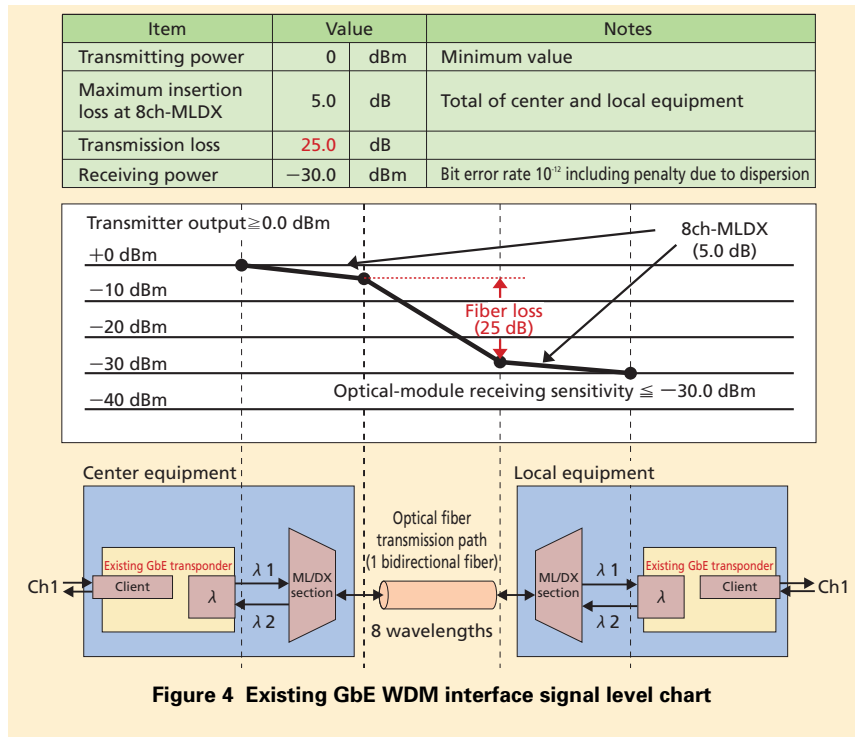 Item Value Notes
Transmitting power 0 dBm Minimum value
Maximum insertion
loss at 8ch-MLDX 5.0 dB Total of center and local equipment
Transmission loss 25.0 dB
Receiving power −30.0 dBm Bit error rate 10⁻¹² including penalty due to dispersion
Transmitter output≧0.0 dBm
8ch-MLDX
(5.0 dB)
+0 dBm
−10 dBm
Fiber loss
(25 dB)
−20 dBm
−30 dBm
Optical-module receiving sensitivity ≦ −30.0 dBm
−40 dBm
Center equipment
Local equipment
Optical fiber
transmission path
(1 bidirectional fiber)
Existing GbE transponder
Ch1
Client
λ
λ 1
λ 2
ML/DX
section
8 wavelengths
ML/DX
section
λ 1
λ 2
Existing GbE transponder
λ
Client
Ch1
Figure 4 Existing GbE WDM interface signal level chart